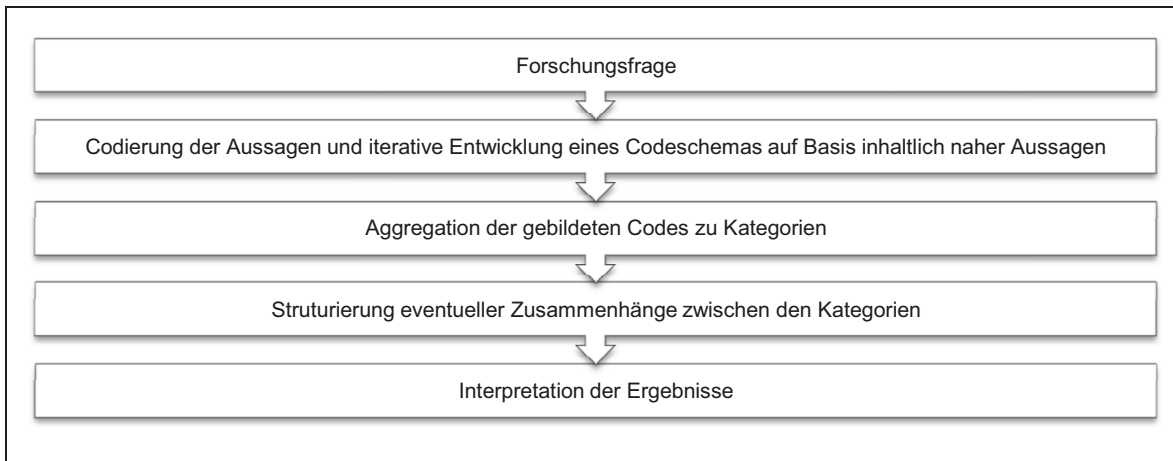 Forschungsfrage
Codierung der Aussagen und iterative Entwicklung eines Codeschemas auf Basis inhaltlich naher Aussagen
Aggregation der gebildeten Codes zu Kategorien
Struturierung eventueller Zusammenhänge zwischen den Kategorien
Interpretation der Ergebnisse